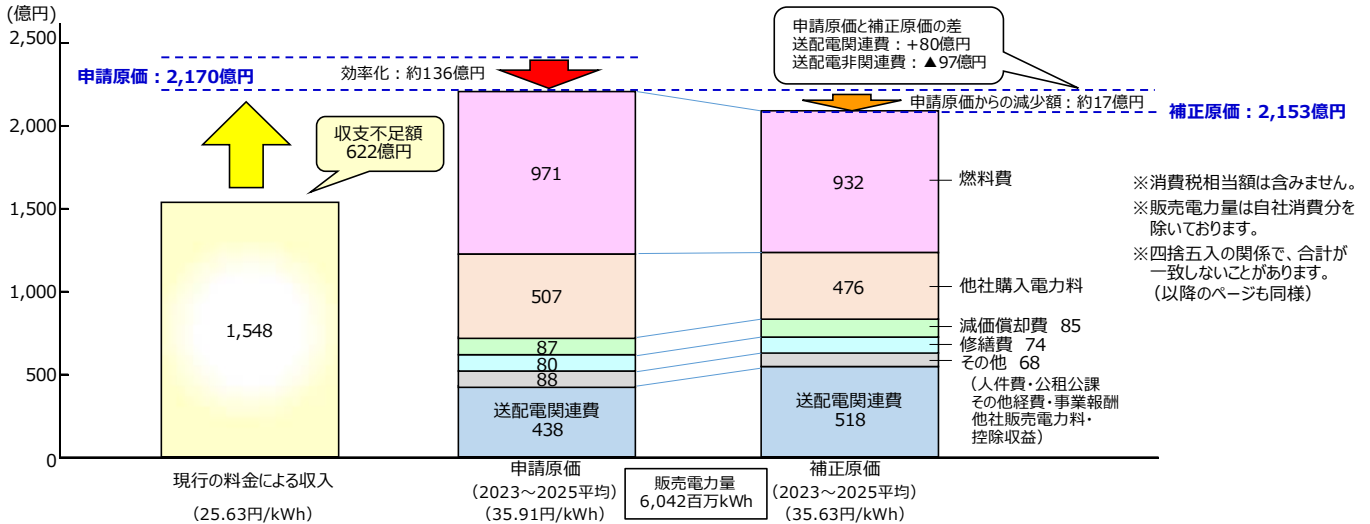 (億円)
2,500
2,000
1,500
1,000
500
0
申請原価:2,170億円
収支不足額
622億円
1,548
現行の料金による収入
(25.63円/kWh)
効率化:約136億円
971
507
87
80
88
送配電関連費
438
申請原価
(2023~2025平均)
(35.91円/kWh)
販売電力量
6,042百万kWh
申請原価と補正原価の差
送配電関連費:+80億円
送配電非関連費:▲97億円
申請原価からの減少額:約17億円
補正原価:2,153億円
932
476
送配電関連費
518
補正原価
(2023~2025平均)
(35.63円/kWh)
燃料費
他社購入電力料
減価償却費 85
修繕費 74
その他 68
(人件費・公租公課
その他経費・事業報酬
他社販売電力料・
控除収益)
※消費税相当額は含みません。
※販売電力量は自社消費分を
除いております。
※四捨五入の関係で、合計が
一致しないことがあります。
(以降のページも同様)